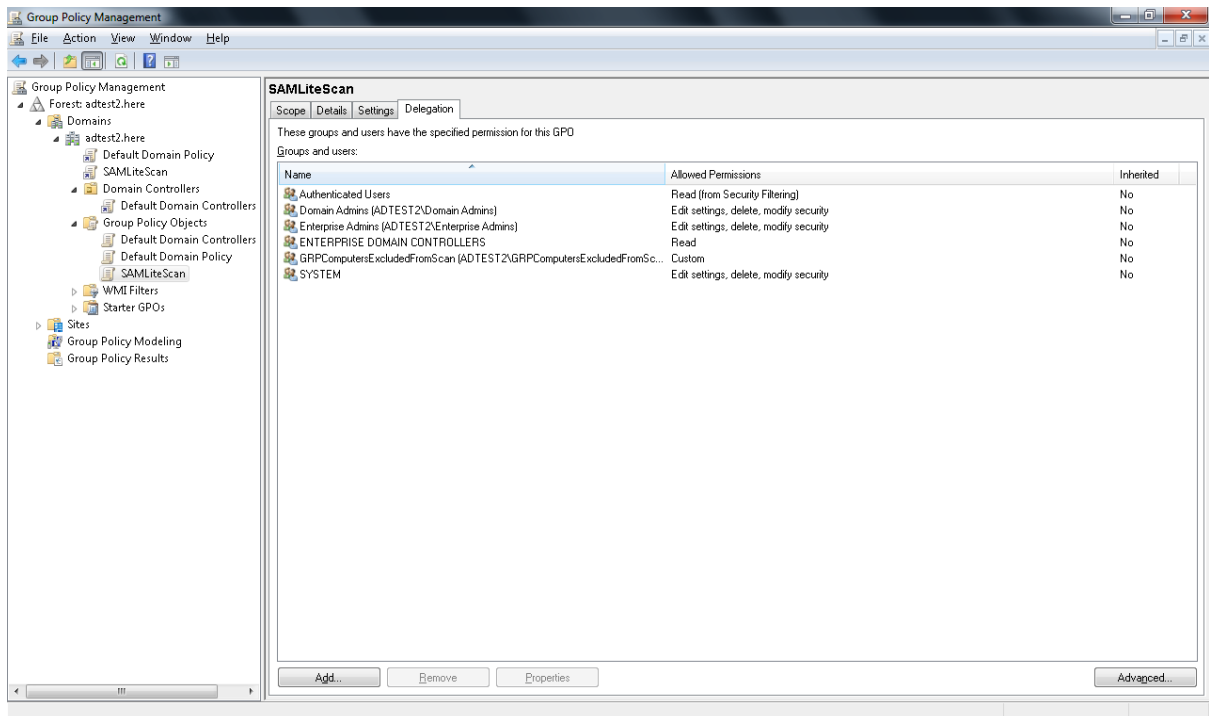 Group Policy Management
File Action View Window Help
Group Policy Management
Forest: adtest2.here
Domains
adtest2.here
Default Domain Policy
SAMLiteScan
Domain Controllers
Default Domain Controllers
Group Policy Objects
Default Domain Controllers
Default Domain Policy
SAMLiteScan
WMI Filters
Starter GPOs
Sites
Group Policy Modeling
Group Policy Results
SAMLiteScan
Scope Details Settings Delegation
These groups and users have the specified permission for this GPO
Groups and users:
Name Allowed Permissions Inherited
Authenticated Users Read (from Security Filtering) No
Domain Admins (ADTEST2\Domain Admins) Edit settings, delete, modify security No
Enterprise Admins (ADTEST2\Enterprise Admins) Edit settings, delete, modify security No
ENTERPRISE DOMAIN CONTROLLERS Read No
GRPComputersExcludedFromScan (ADTEST2\GRPComputersExcludedFromSc... Custom No
SYSTEM Edit settings, delete, modify security No
Add... Remove Properties Advanced...